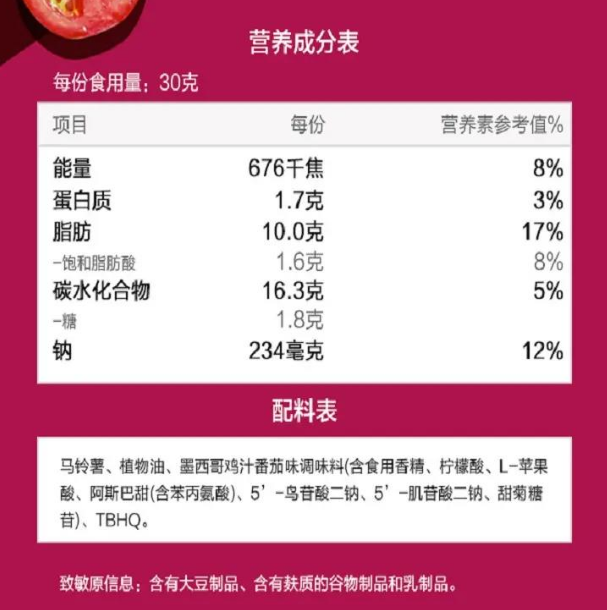 营养成分表
每份食用量：30克
项目 每份 营养素参考值%
能量 676千焦 8%
蛋白质 1.7克 3%
脂肪 10.0克 17%
-饱和脂肪酸 1.6克 8%
碳水化合物 16.3克 5%
-糖 1.8克
钠 234毫克 12%
配料表
马铃薯、植物油、墨西哥鸡汁番茄味调味料(含食用香精、柠檬酸、L-苹果
酸、阿斯巴甜(含苯丙氨酸)、5’-鸟苷酸二钠、5’-肌苷酸二钠、甜菊糖
苷)、TBHQ。
致敏原信息：含有大豆制品、含有麸质的谷物制品和乳制品。